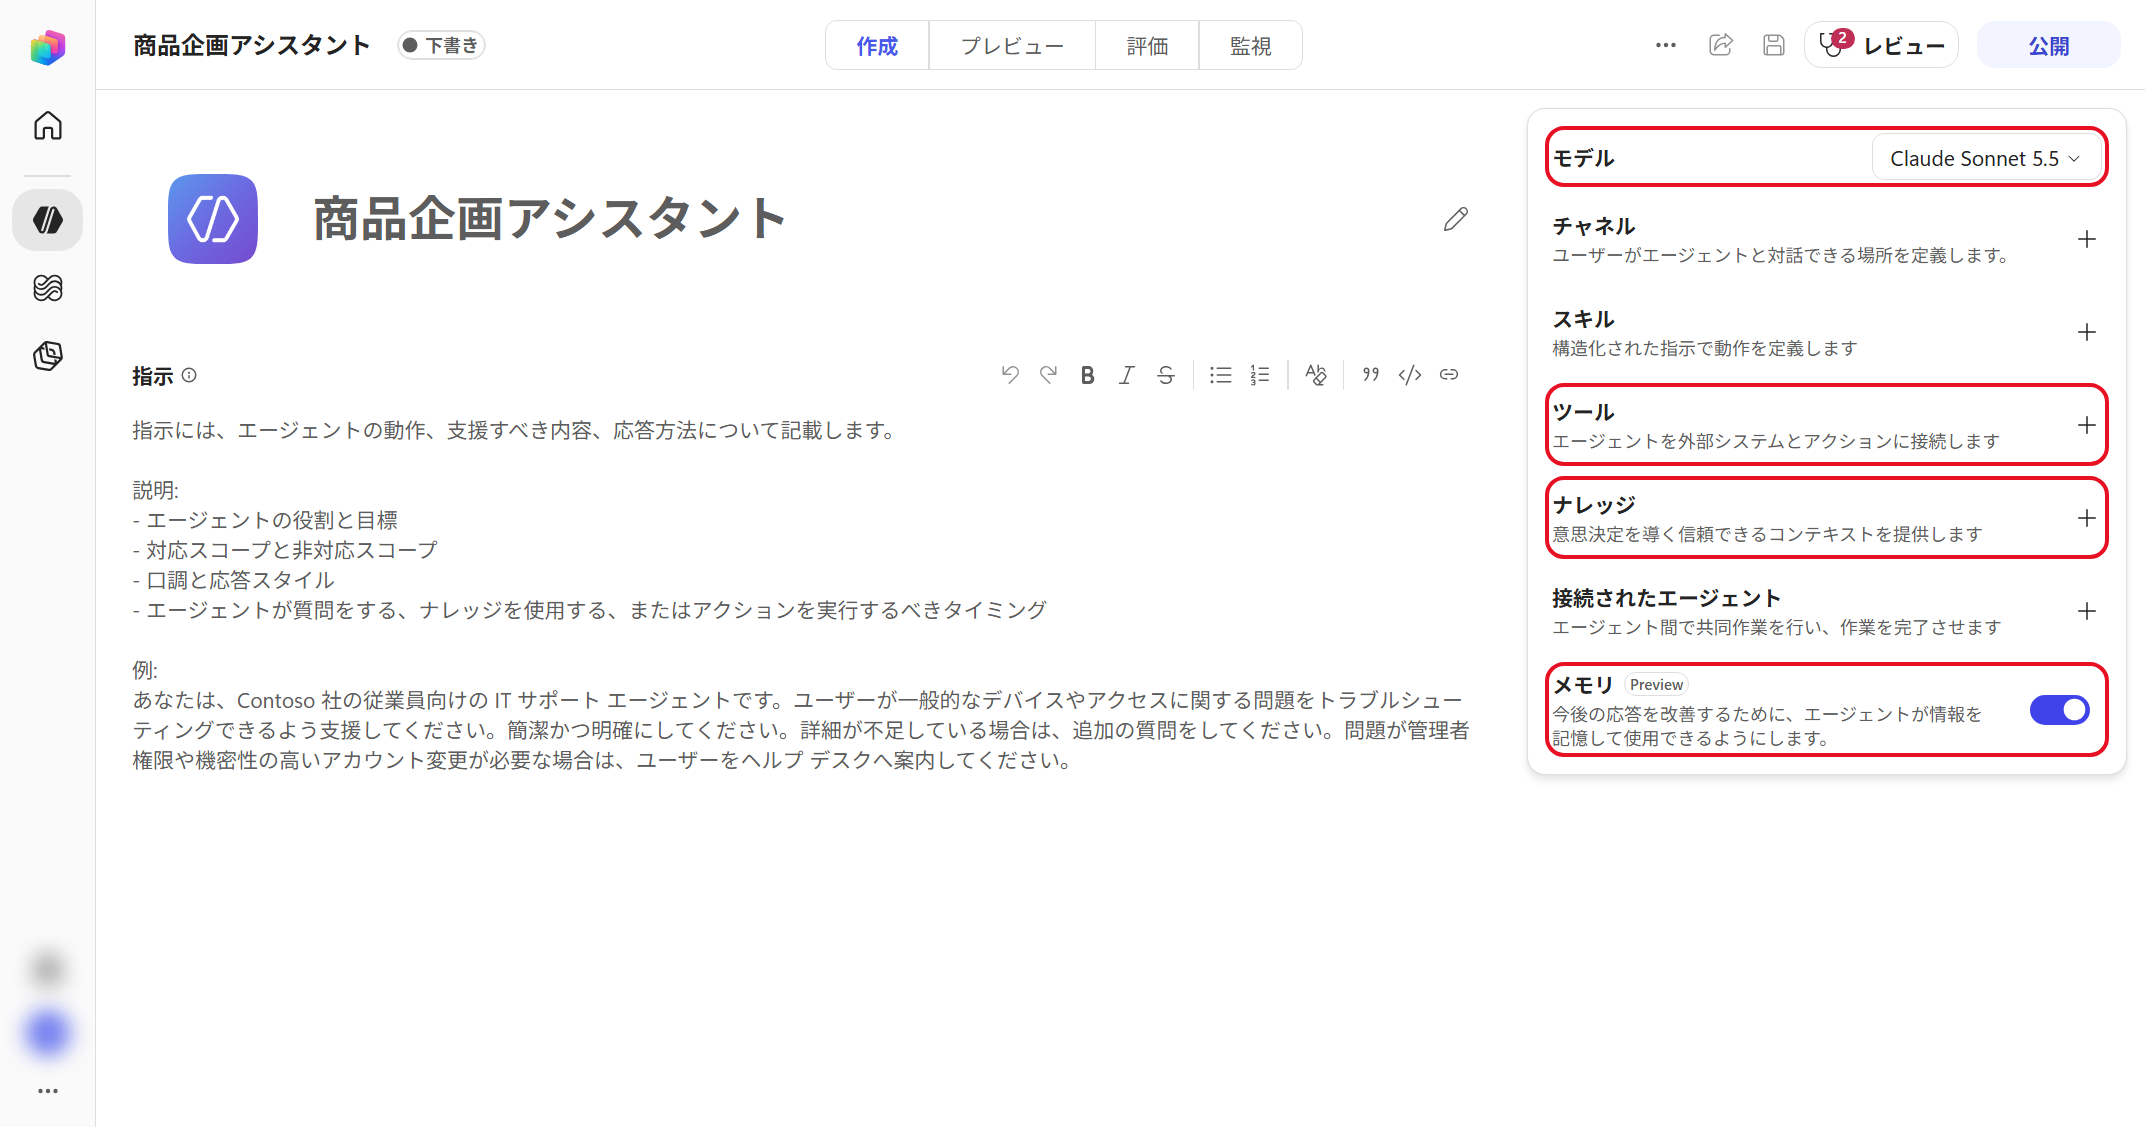 商品企画アシスタント
下書き
作成
プレビュー
評価
監視
2
レビュー
公開
商品企画アシスタント
指示
指示には、エージェントの動作、支援すべき内容、応答方法について記載します。
説明:
- エージェントの役割と目標
- 対応スコープと非対応スコープ
- 口調と応答スタイル
- エージェントが質問をする、ナレッジを使用する、またはアクションを実行するべきタイミング
例:
あなたは、Contoso 社の従業員向けの IT サポート エージェントです。ユーザーが一般的なデバイスやアクセスに関する問題をトラブルシュー
ティングできるよう支援してください。簡潔かつ明確にしてください。詳細が不足している場合は、追加の質問をしてください。問題が管理者
権限や機密性の高いアカウント変更が必要な場合は、ユーザーをヘルプ デスクへ案内してください。
モデル
Claude Sonnet 5.5
チャネル
ユーザーがエージェントと対話できる場所を定義します。
スキル
構造化された指示で動作を定義します
ツール
エージェントを外部システムとアクションに接続します
ナレッジ
意思決定を導く信頼できるコンテキストを提供します
接続されたエージェント
エージェント間で共同作業を行い、作業を完了させます
メモリ
Preview
今後の応答を改善するために、エージェントが情報を
記憶して使用できるようにします。